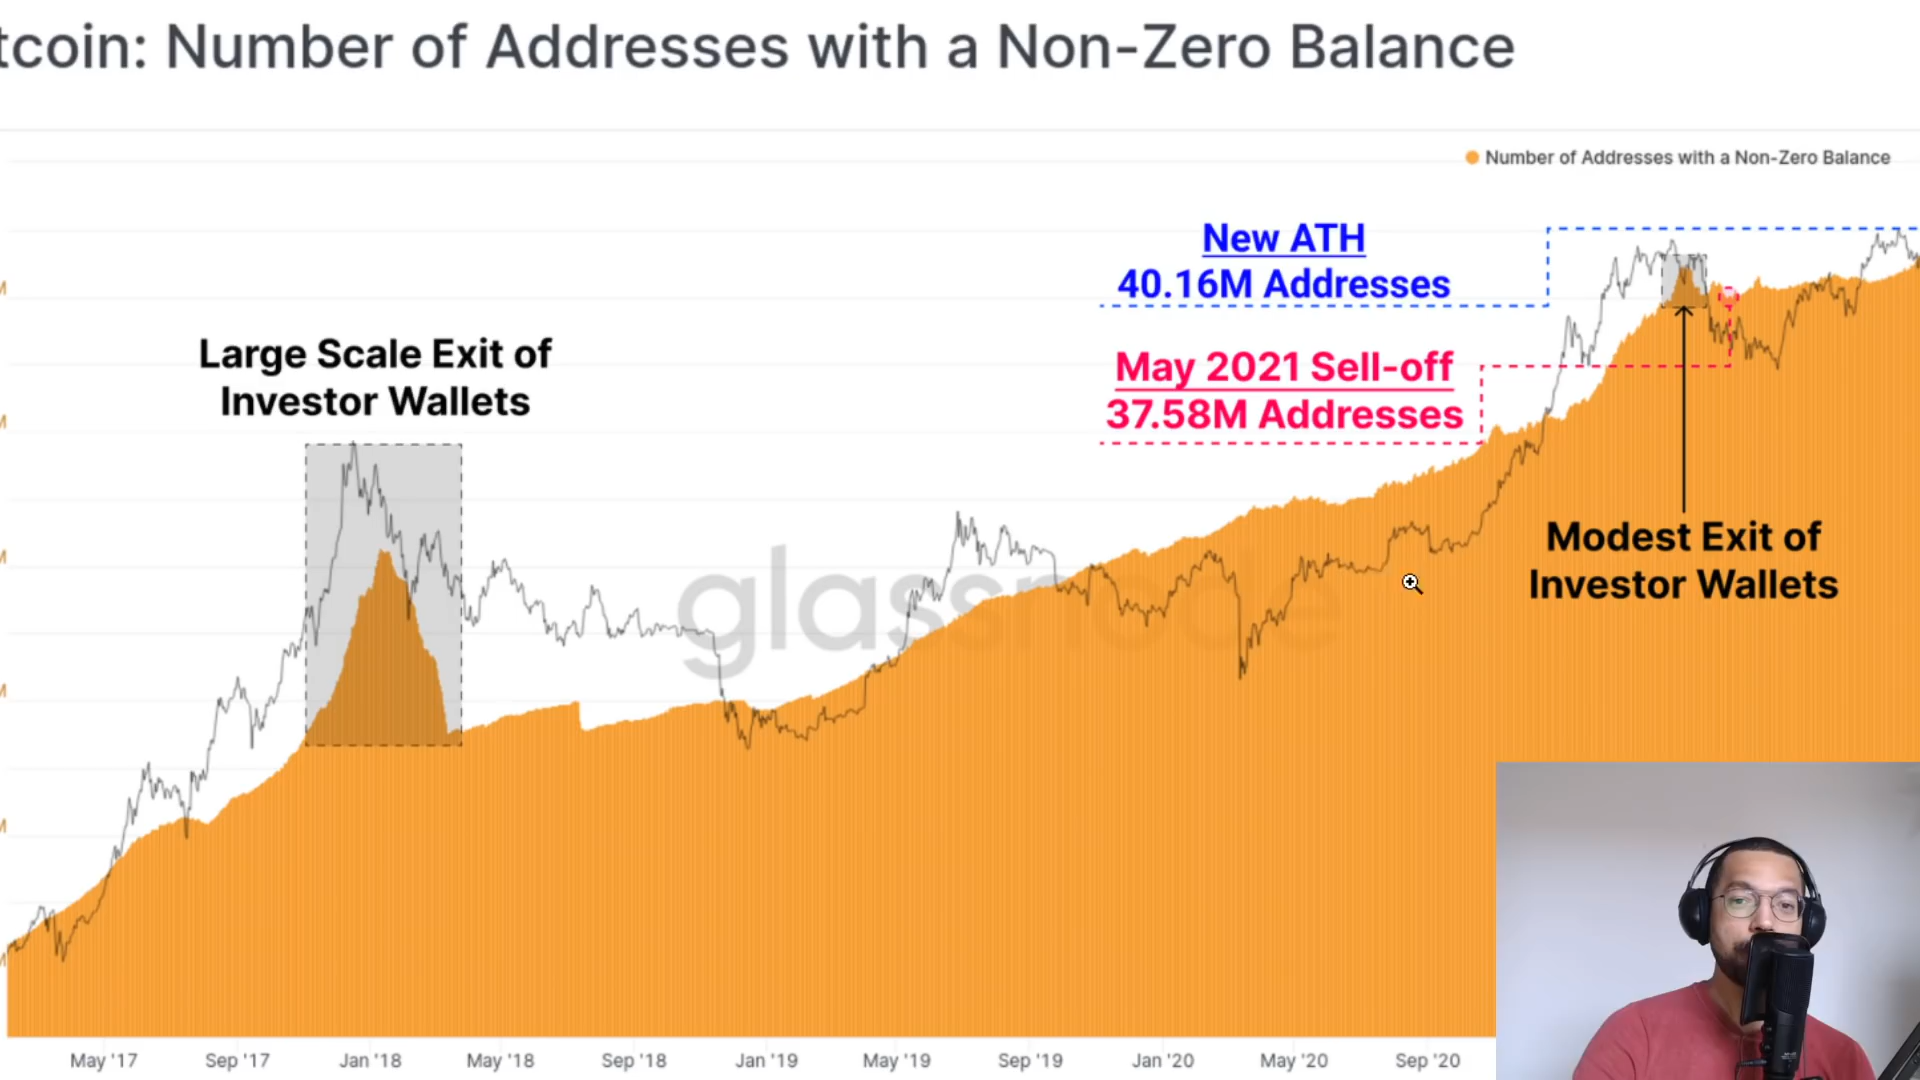 tcoin: Number of Addresses with a Non-Zero Balance
Number of Addresses with a Non-Zero Balance
New ATH
40.16M Addresses
Large Scale Exit of
Investor Wallets
May 2021 Sell-off
37.58M Addresses
Modest Exit of
Investor Wallets
glassnode
May '17
Sep '17
Jan '18
May '18
Sep '18
Jan '19
May '19
Sep '19
Jan '20
May '20
Sep '20